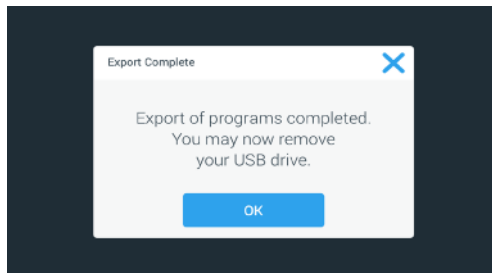 Export Complete
Export of programs completed.
You may now remove
your USB drive.
OK